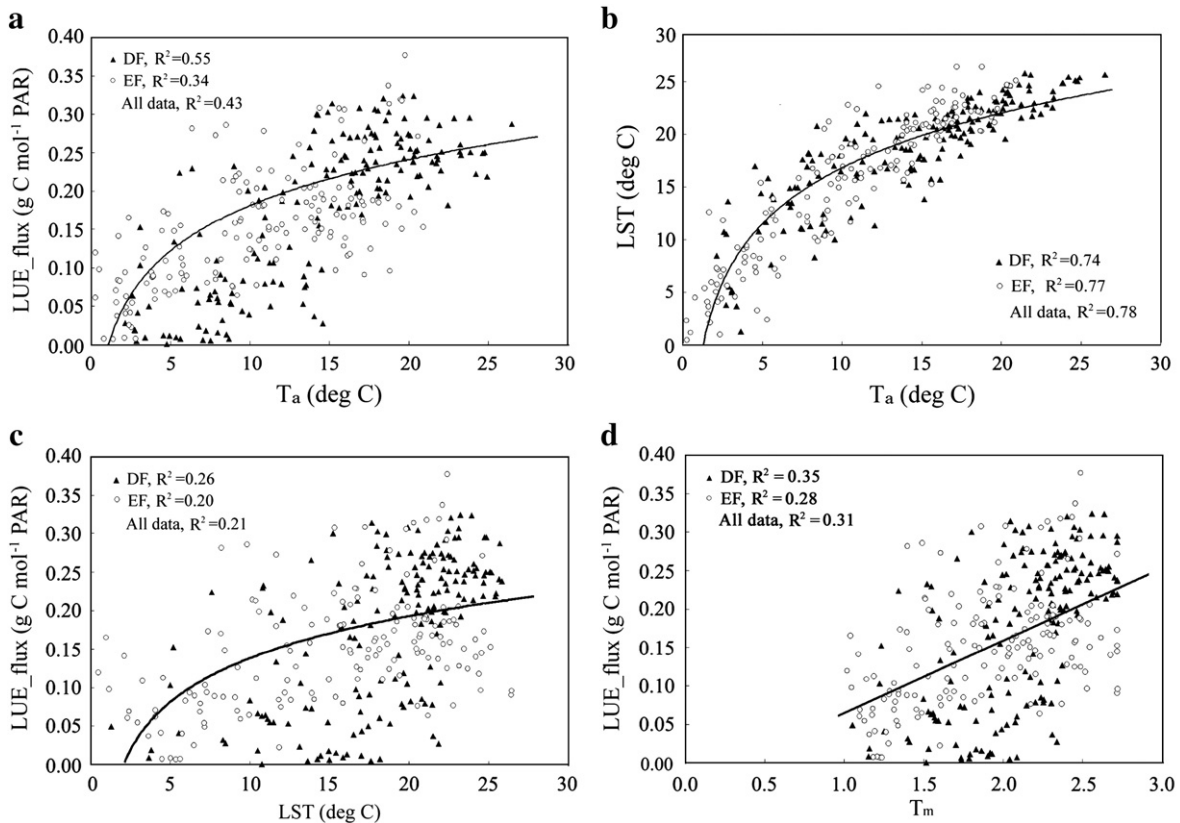 a
LUE_flux (g C mol⁻¹ PAR)
0.40
0.35
0.30
0.25
0.20
0.15
0.10
0.05
0.00
▲ DF, R²=0.55
○ EF, R²=0.34
All data, R²=0.43
0 5 10 15 20 25 30
Tₐ (deg C)
b
LST (deg C)
30
25
20
15
10
5
0
▲ DF, R²=0.74
○ EF, R²=0.77
All data, R²=0.78
0 5 10 15 20 25 30
Tₐ (deg C)
c
LUE_flux (g C mol⁻¹ PAR)
0.40
0.35
0.30
0.25
0.20
0.15
0.10
0.05
0.00
▲ DF, R²=0.26
○ EF, R²=0.20
All data, R²=0.21
0 5 10 15 20 25 30
LST (deg C)
d
LUE_flux (g C mol⁻¹ PAR)
0.40
0.35
0.30
0.25
0.20
0.15
0.10
0.05
0.00
▲ DF, R² = 0.35
○ EF, R² = 0.28
All data, R² = 0.31
0.0 0.5 1.0 1.5 2.0 2.5 3.0
Tₘ